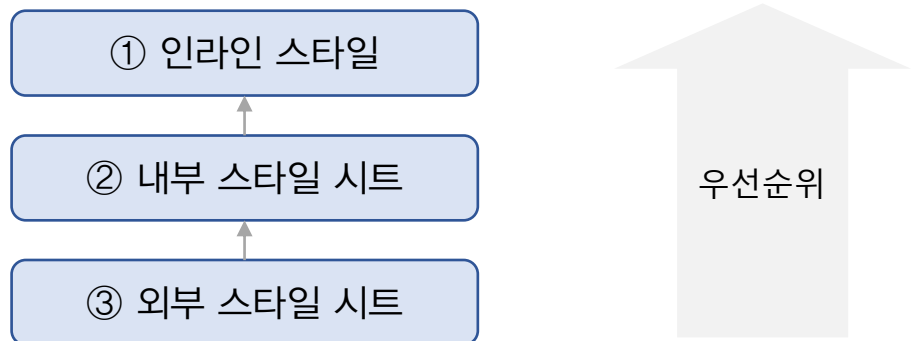 ① 인라인 스타일
② 내부 스타일 시트
우선순위
③ 외부 스타일 시트